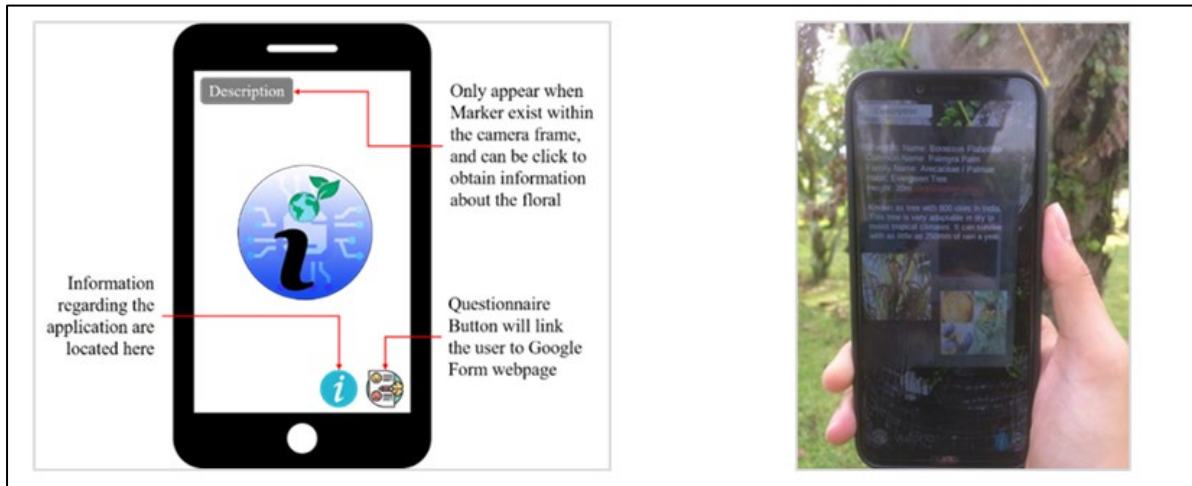 Description
Only appear when
Marker exist within
the camera frame,
and can be click to
obtain information
about the floral
i
Information
regarding the
application are
located here
Questionnaire
Button will link
the user to Google
Form webpage
i
Description
Name: Borassus
Common Name: Palmyra Palm
Family Name: Arecaceae / Palmae
Habit: Evergreen Tree
Height: 30m
Known as tree with 800 uses in India.
This tree is very adaptable in dry to
moist tropical climates. It can survive
with as little as 250mm of rain a year.